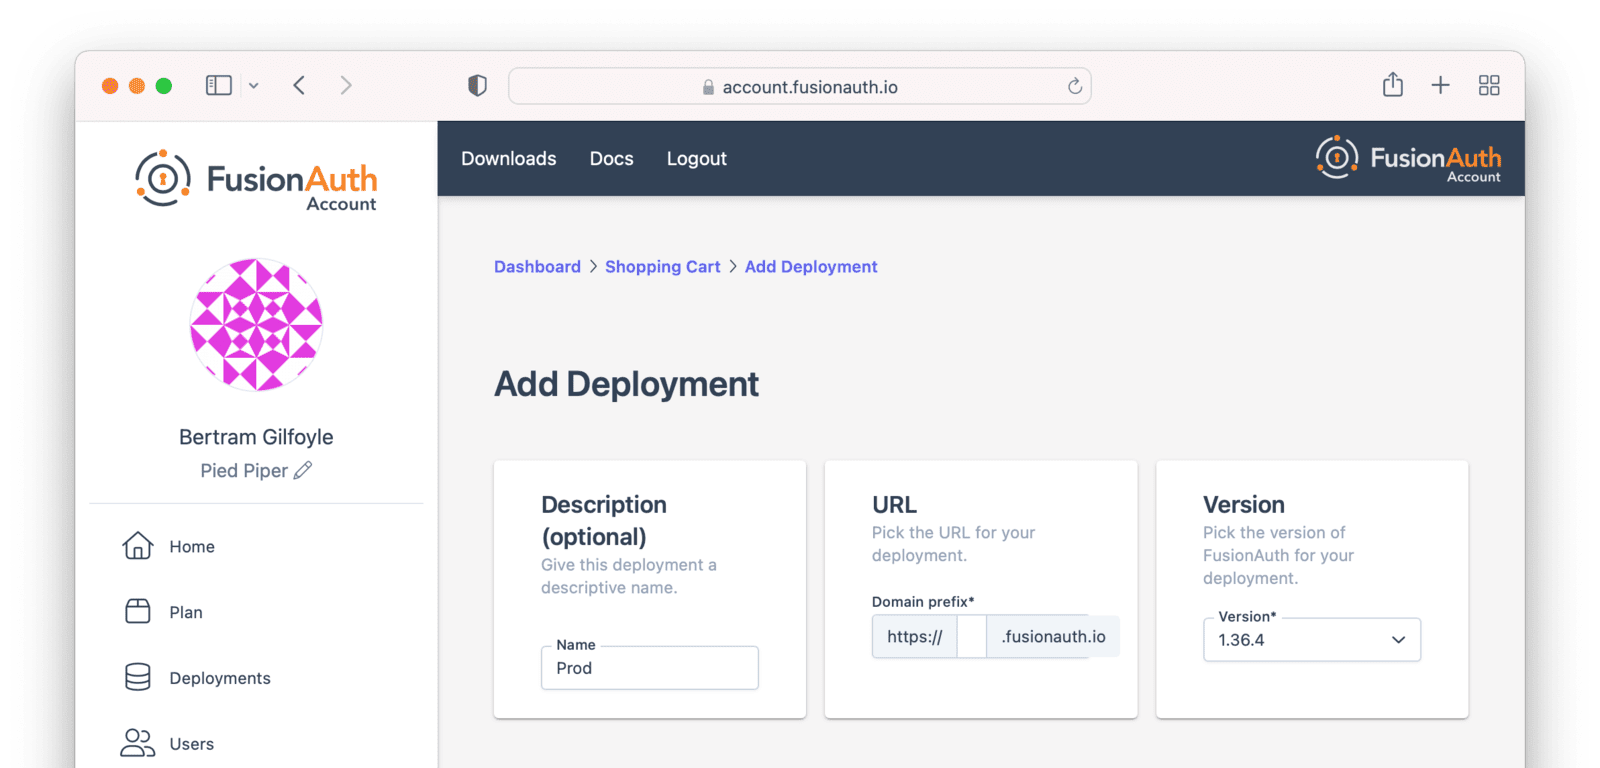 account.fusionauth.io
FusionAuth
Account
Downloads Docs Logout
FusionAuth
Account
Bertram Gilfoyle
Pied Piper
Home
Plan
Deployments
Users
Dashboard > Shopping Cart > Add Deployment
Add Deployment
Description
(optional)
Give this deployment a
descriptive name.
Name
Prod
URL
Pick the URL for your
deployment.
Domain prefix*
https:// .fusionauth.io
Version
Pick the version of
FusionAuth for your
deployment.
Version*
1.36.4